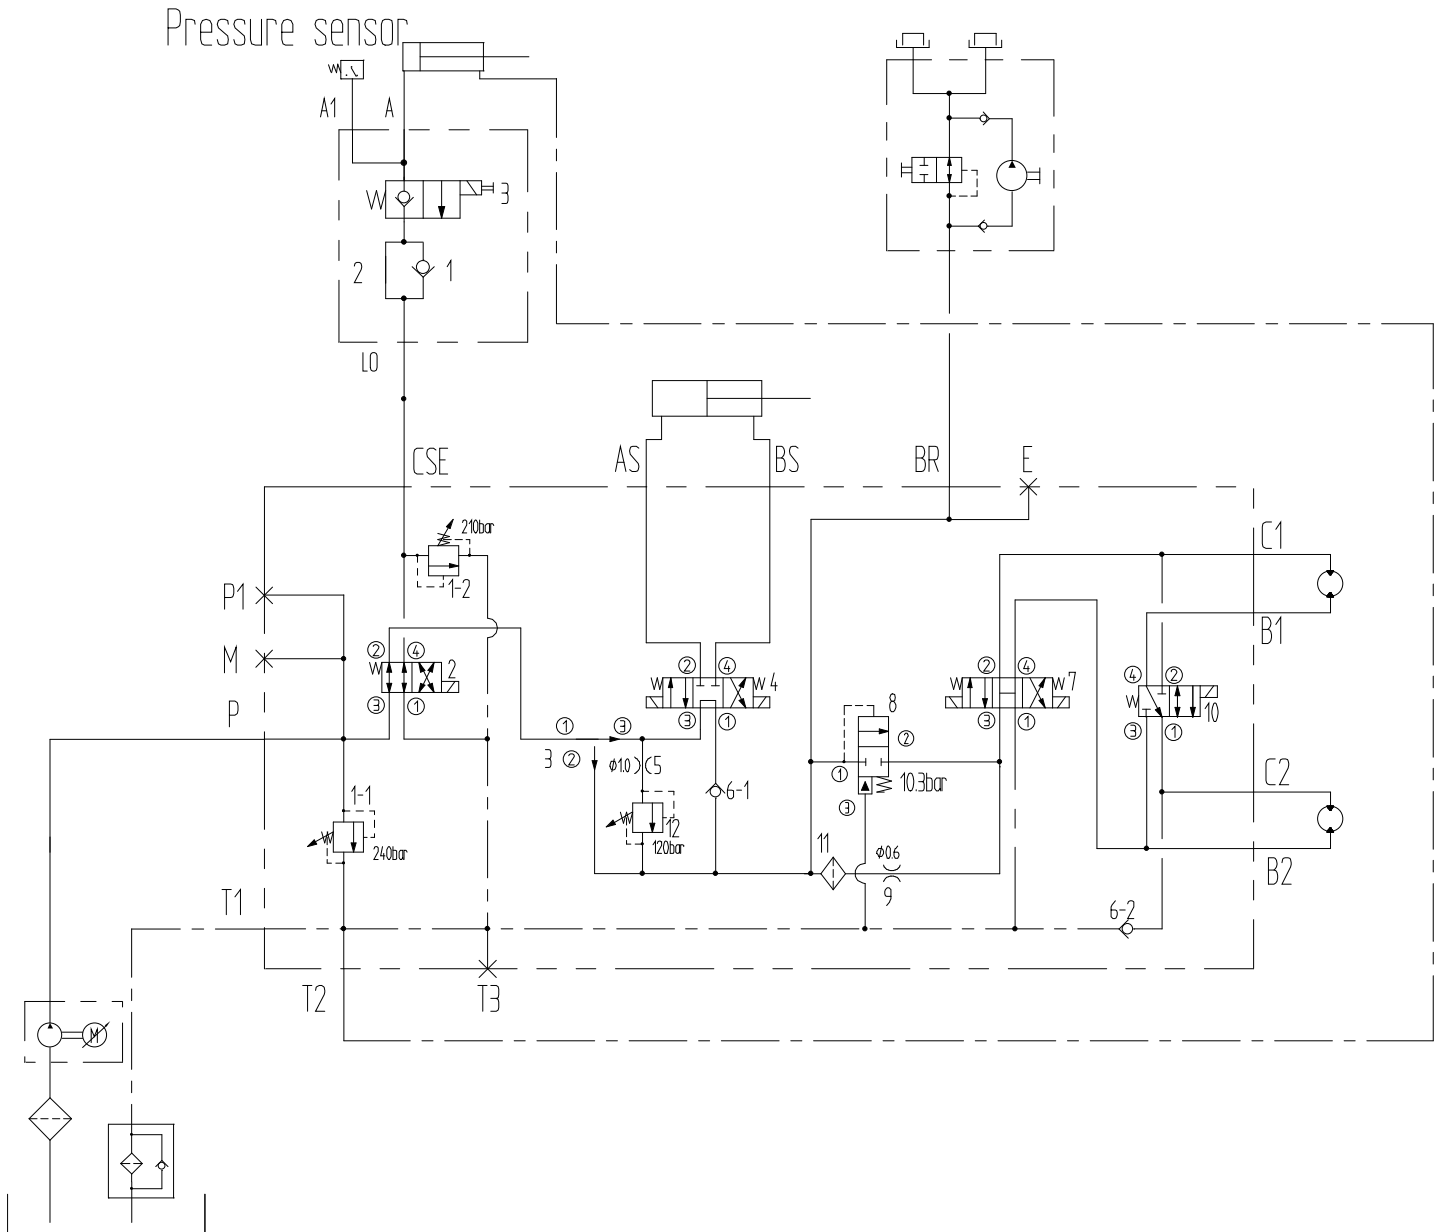 Pressure sensor
A1
A
3
2
1
LO
CSE
AS
BS
BR
E
210bar
1-2
C1
P1
B1
M
② ④
2
② ④
4
② ④
7
④ ②
10
③ ①
③ ①
③ ①
③ ①
P
8
②
① ③
3 ②
ϕ1.0
5
①
10.3bar
③
6-1
C2
1-1
240bar
12
120bar
11
ϕ0.6
9
B2
T1
6-2
T2
T3
M